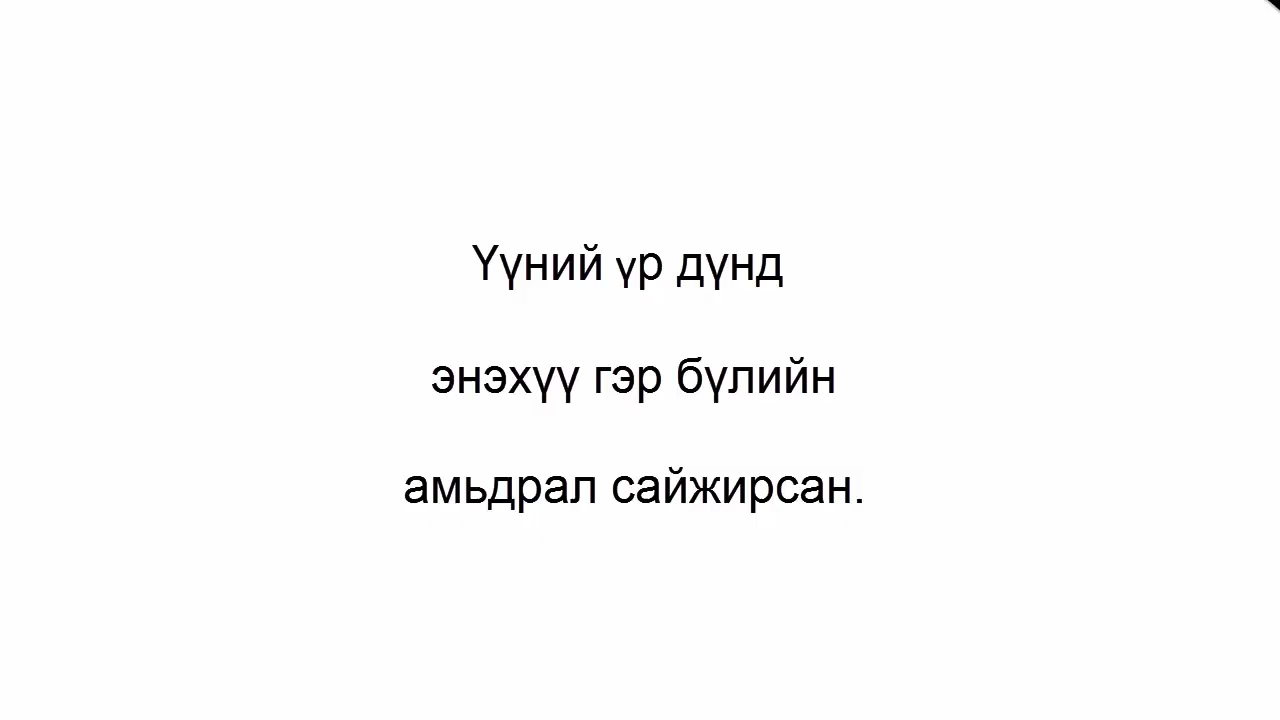 Үүний үр дүнд
энэхүү гэр бүлийн
амьдрал сайжирсан.